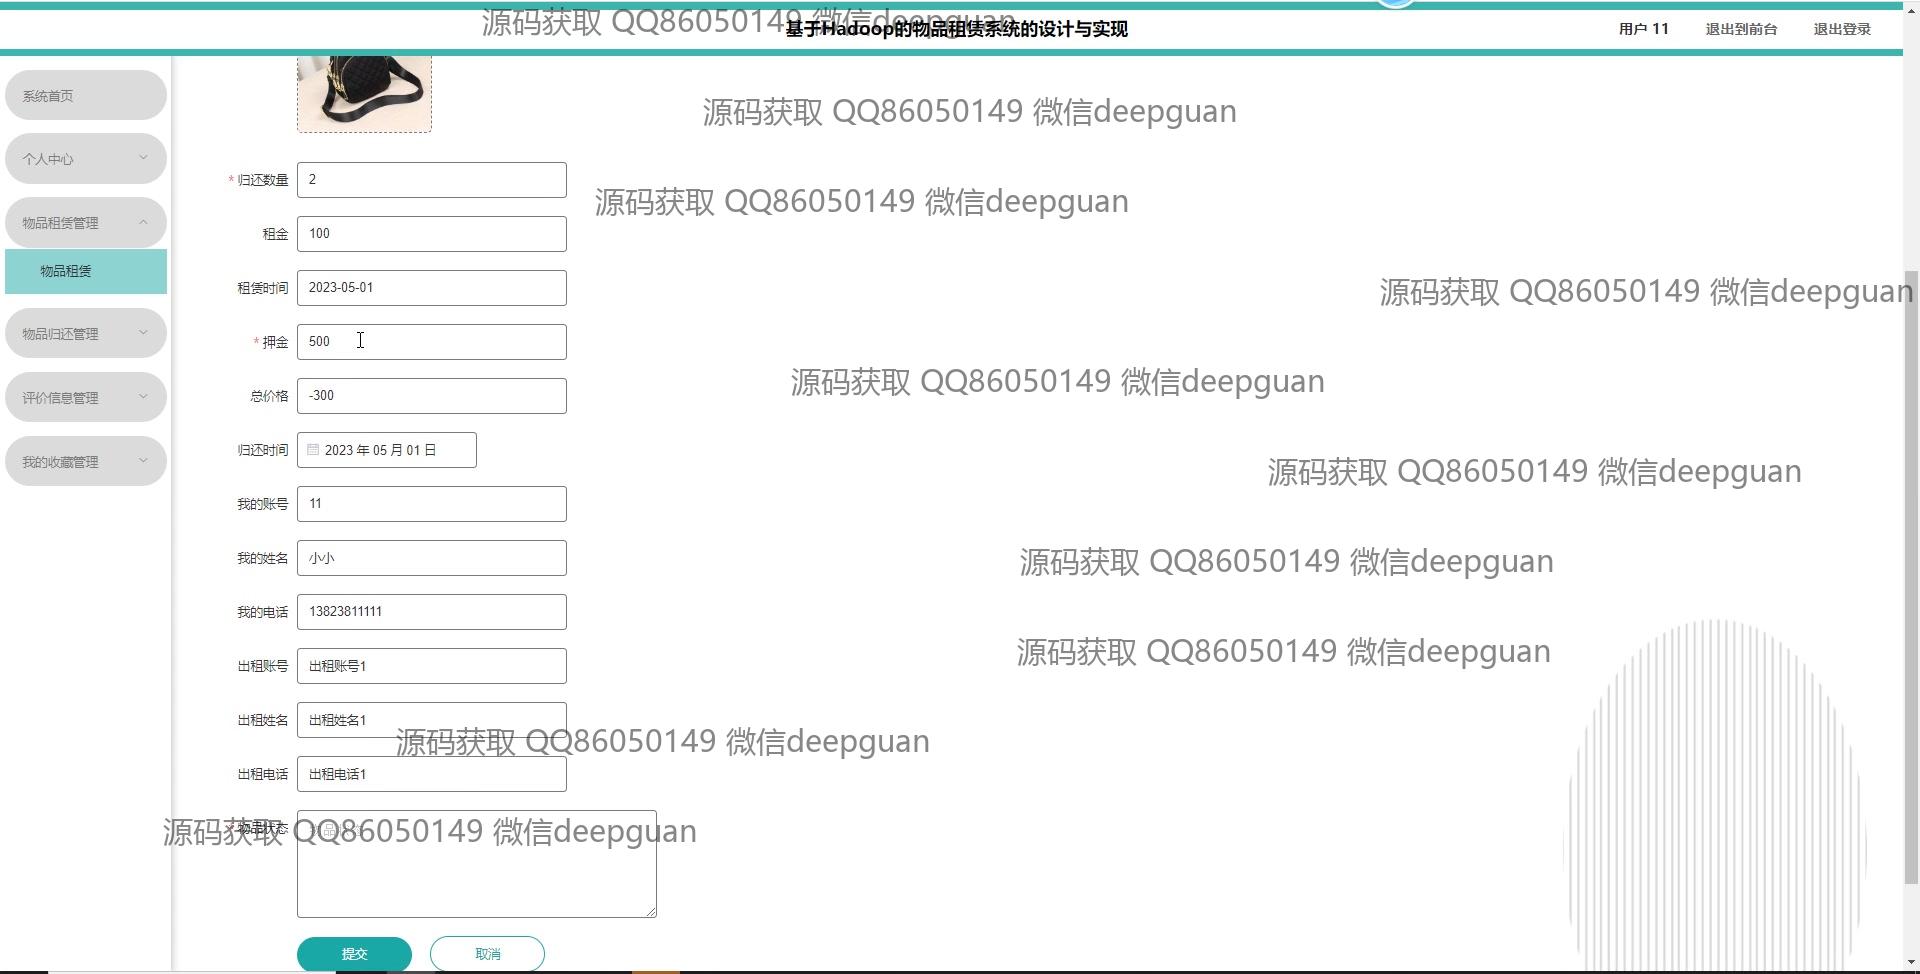 源码获取 QQ86050149 微信deepguan
基于Hadoop的物品租赁系统的设计与实现
用户 11
退出到前台
退出登录
系统首页
个人中心
物品租赁管理
物品租赁
物品归还管理
评价信息管理
我的收藏管理
源码获取 QQ86050149 微信deepguan
* 归还数量 2
源码获取 QQ86050149 微信deepguan
租金 100
租赁时间 2023-05-01
源码获取 QQ86050149 微信deepguan
* 押金 500
总价格 -300
源码获取 QQ86050149 微信deepguan
归还时间 2023 年 05 月 01 日
源码获取 QQ86050149 微信deepguan
我的账号 11
我的姓名 小小
源码获取 QQ86050149 微信deepguan
我的电话 13823811111
源码获取 QQ86050149 微信deepguan
出租账号 出租账号1
出租姓名 出租姓名1
源码获取 QQ86050149 微信deepguan
出租电话 出租电话1
* 物品状态 物品状态
源码获取 QQ86050149 微信deepguan
提交
取消